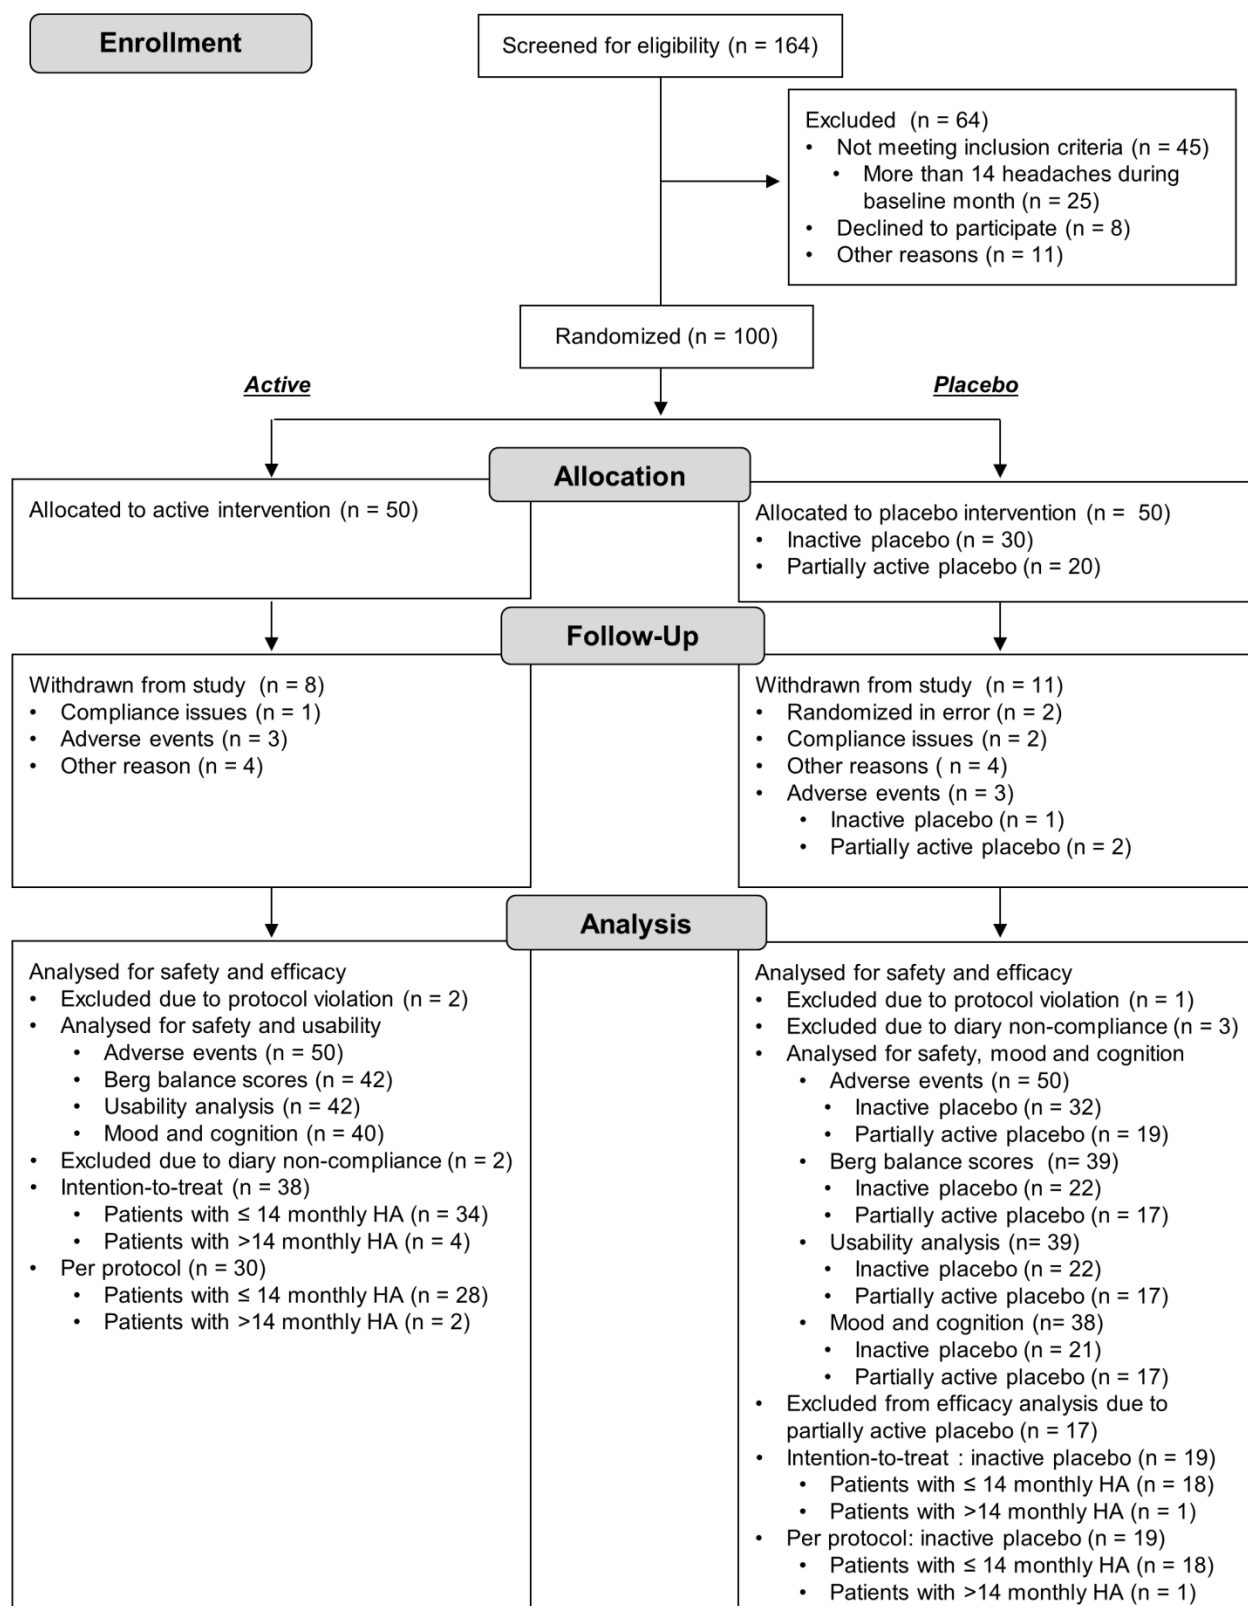 Enrollment
Screened for eligibility (n = 164)
Excluded (n = 64)
• Not meeting inclusion criteria (n = 45)
• More than 14 headaches during
baseline month (n = 25)
• Declined to participate (n = 8)
• Other reasons (n = 11)
Randomized (n = 100)
Active
Placebo
Allocation
Allocated to active intervention (n = 50)
Allocated to placebo intervention (n = 50)
• Inactive placebo (n = 30)
• Partially active placebo (n = 20)
Follow-Up
Withdrawn from study (n = 8)
• Compliance issues (n = 1)
• Adverse events (n = 3)
• Other reason (n = 4)
Withdrawn from study (n = 11)
• Randomized in error (n = 2)
• Compliance issues (n = 2)
• Other reasons ( n = 4)
• Adverse events (n = 3)
• Inactive placebo (n = 1)
• Partially active placebo (n = 2)
Analysis
Analysed for safety and efficacy
• Excluded due to protocol violation (n = 2)
• Analysed for safety and usability
• Adverse events (n = 50)
• Berg balance scores (n = 42)
• Usability analysis (n = 42)
• Mood and cognition (n = 40)
• Excluded due to diary non-compliance (n = 2)
• Intention-to-treat (n = 38)
• Patients with ≤ 14 monthly HA (n = 34)
• Patients with >14 monthly HA (n = 4)
• Per protocol (n = 30)
• Patients with ≤ 14 monthly HA (n = 28)
• Patients with >14 monthly HA (n = 2)
Analysed for safety and efficacy
• Excluded due to protocol violation (n = 1)
• Excluded due to diary non-compliance (n = 3)
• Analysed for safety, mood and cognition
• Adverse events (n = 50)
• Inactive placebo (n = 32)
• Partially active placebo (n = 19)
• Berg balance scores (n= 39)
• Inactive placebo (n = 22)
• Partially active placebo (n = 17)
• Usability analysis (n= 39)
• Inactive placebo (n = 22)
• Partially active placebo (n = 17)
• Mood and cognition (n= 38)
• Inactive placebo (n = 21)
• Partially active placebo (n = 17)
• Excluded from efficacy analysis due to
partially active placebo (n = 17)
• Intention-to-treat : inactive placebo (n = 19)
• Patients with ≤ 14 monthly HA (n = 18)
• Patients with >14 monthly HA (n = 1)
• Per protocol: inactive placebo (n = 19)
• Patients with ≤ 14 monthly HA (n = 18)
• Patients with >14 monthly HA (n = 1)